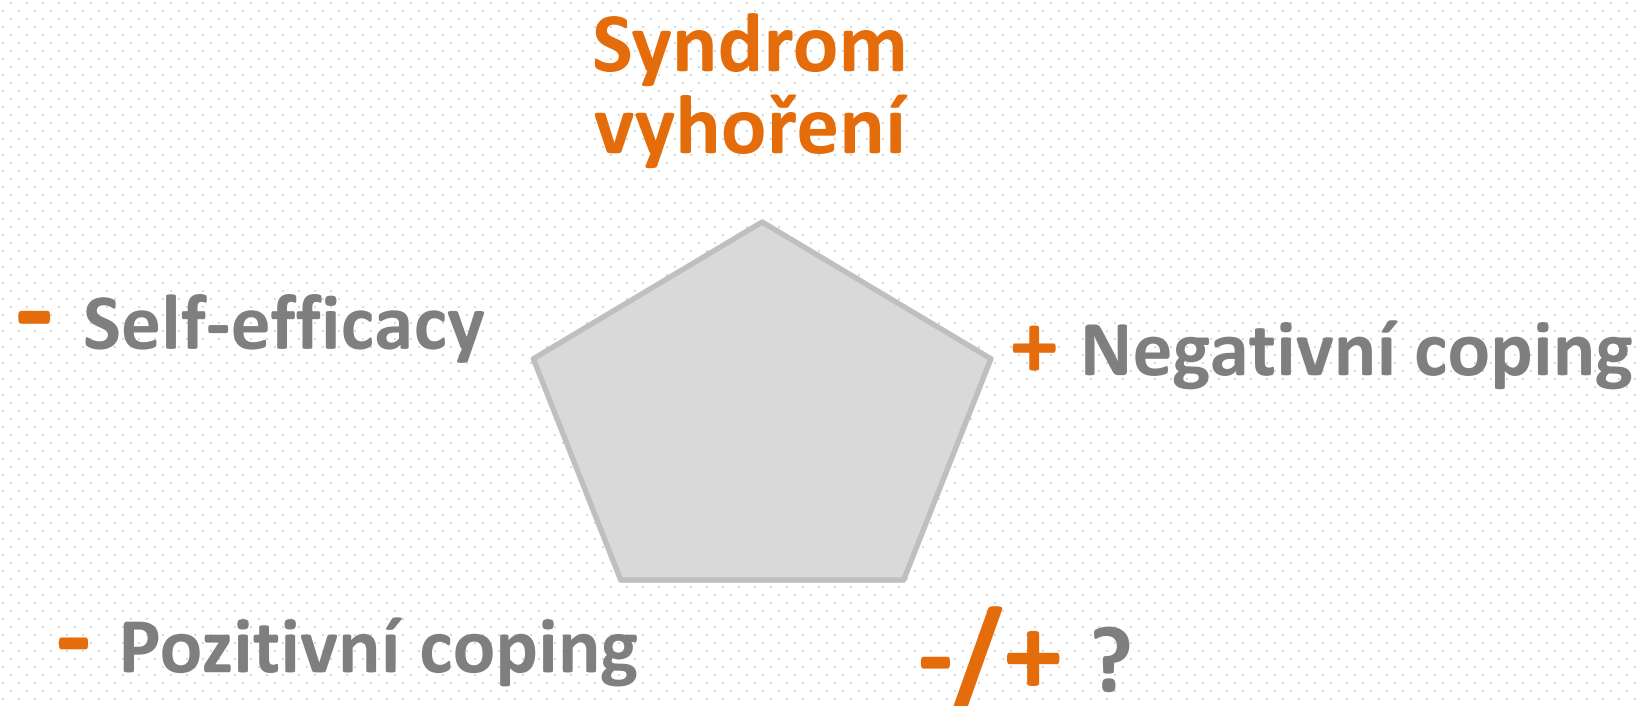 Syndrom
vyhoření
- Self-efficacy
+ Negativní coping
- Pozitivní coping
-/+ ?